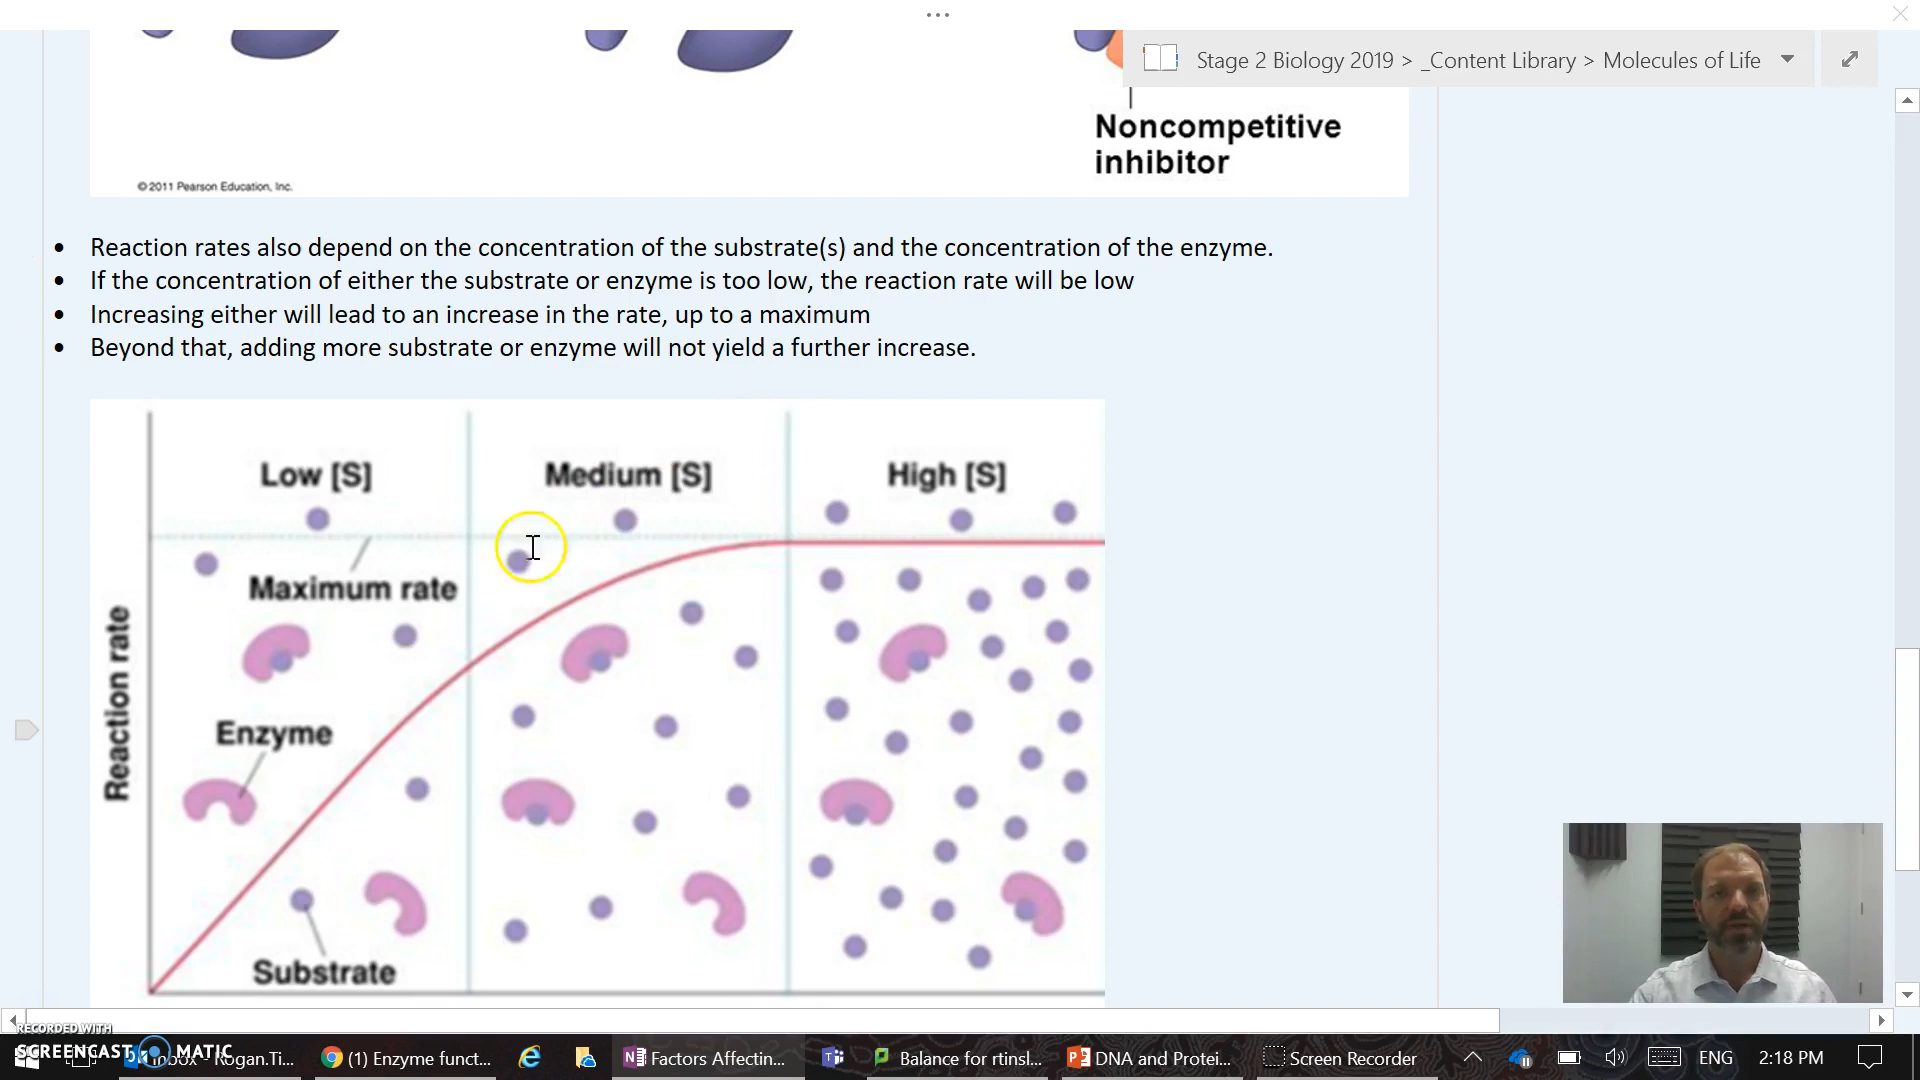 ...
Stage 2 Biology 2019 > _Content Library > Molecules of Life
Noncompetitive
inhibitor
© 2011 Pearson Education, Inc.
• Reaction rates also depend on the concentration of the substrate(s) and the concentration of the enzyme.
• If the concentration of either the substrate or enzyme is too low, the reaction rate will be low
• Increasing either will lead to an increase in the rate, up to a maximum
• Beyond that, adding more substrate or enzyme will not yield a further increase.
Low [S]
Medium [S]
High [S]
Maximum rate
Reaction rate
Enzyme
Substrate
RECORDED WITH
SCREENCAST MATIC
Inbox - Rogan.Ti...
(1) Enzyme funct...
Factors Affectin...
Balance for rtinsl...
DNA and Protei...
Screen Recorder
ENG
2:18 PM